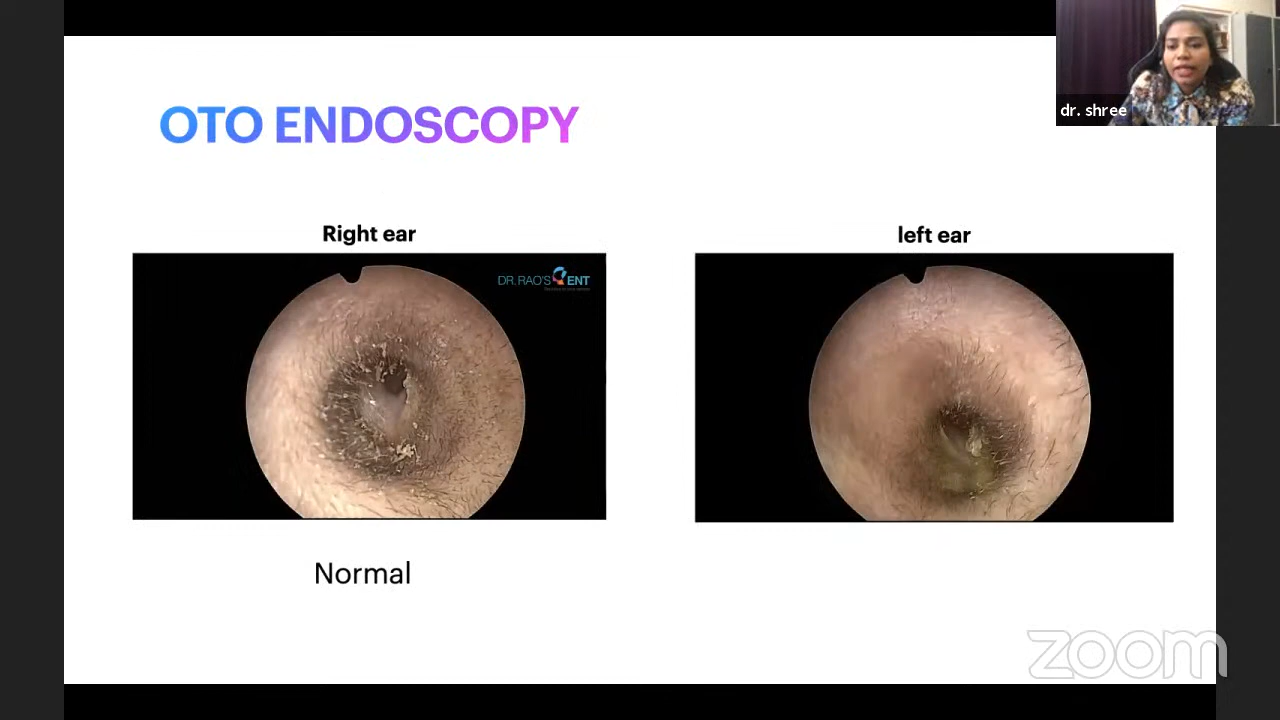 OTO ENDOSCOPY
dr. shree
Right ear
left ear
DR. RAO'S ENT
Normal
zoom